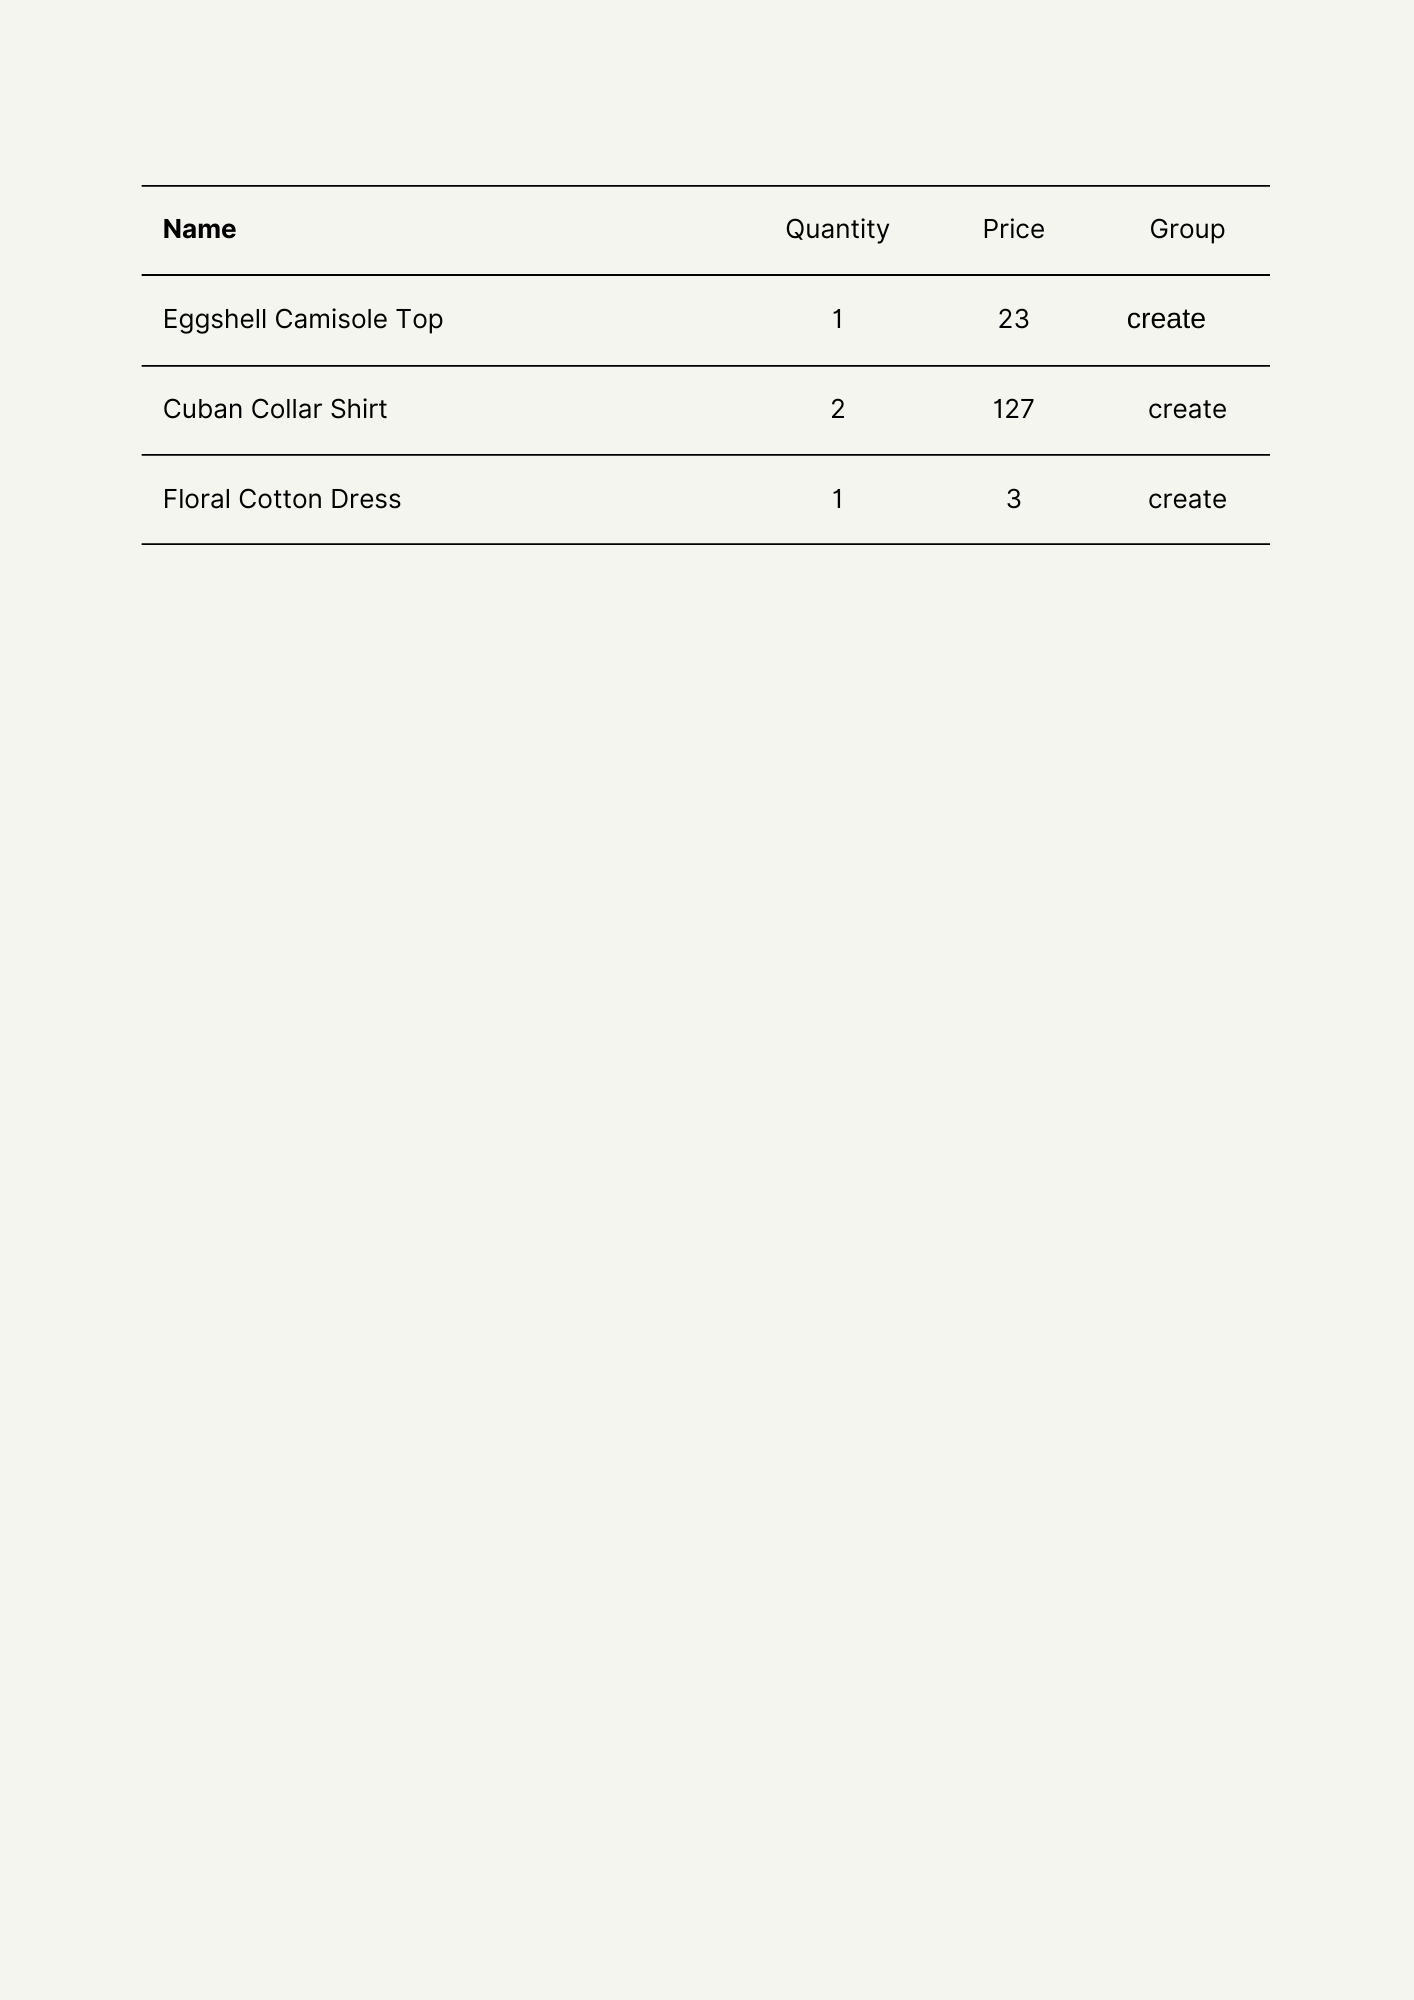 Name Quantity Price Group
Eggshell Camisole Top 1 23 create
Cuban Collar Shirt 2 127 create
Floral Cotton Dress 1 3 create